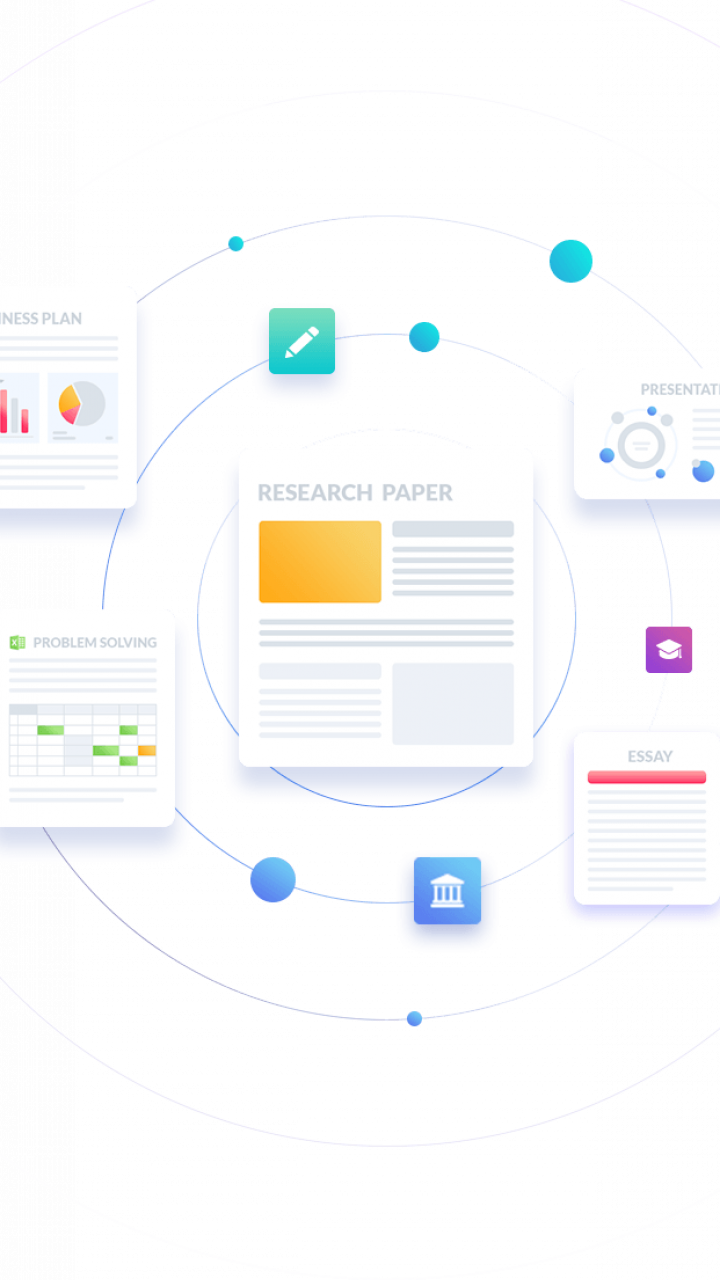 INESS PLAN
PRESENTATI
RESEARCH PAPER
PROBLEM SOLVING
ESSAY